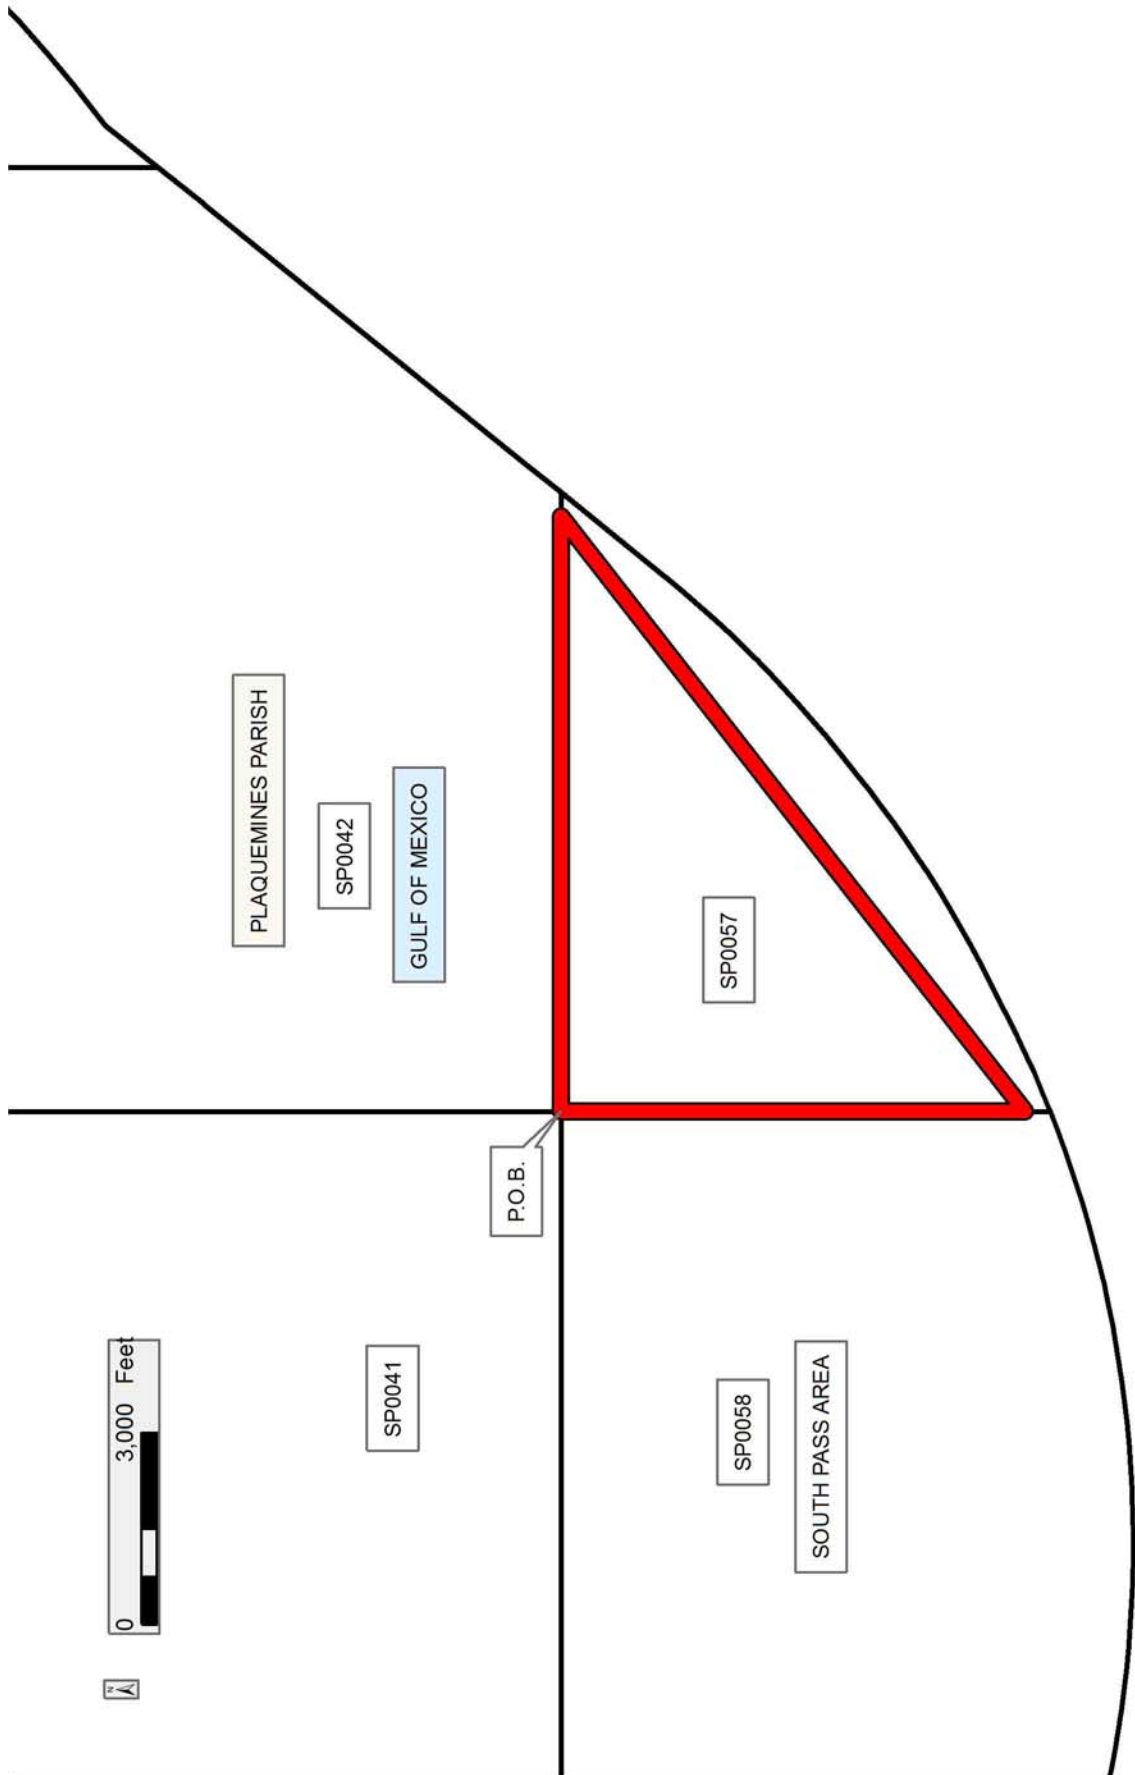 N
0 3,000 Feet
PLAQUEMINES PARISH
SP0041
SP0042
GULF OF MEXICO
P.O.B.
SP0058
SP0057
SOUTH PASS AREA